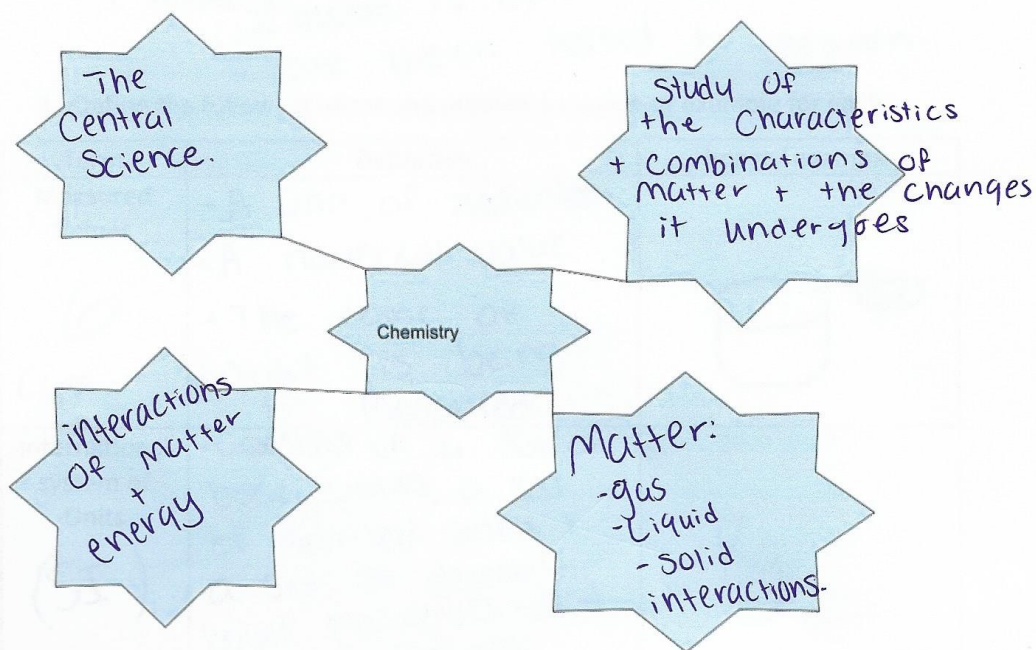 The
Central
Science.
Study Of
the Characteristics
+ Combinations of
Matter + the Changes
it undergoes
Chemistry
interactions
Of Matter
+
energy
Matter:
-gas
-Liquid
-solid
interactions.